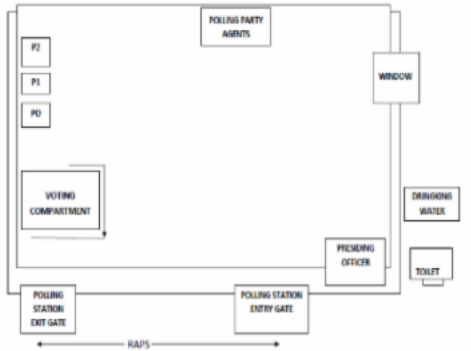 POLLING PARTY
AGENTS
P2
P1
PO
WINDOW
VOTING
COMPARTMENT
DRINGKING
WATER
PRESIDING
OFFICER
TOILET
POLLING
STATION
EXIT GATE
POLLING STATION
ENTRY GATE
RAPS